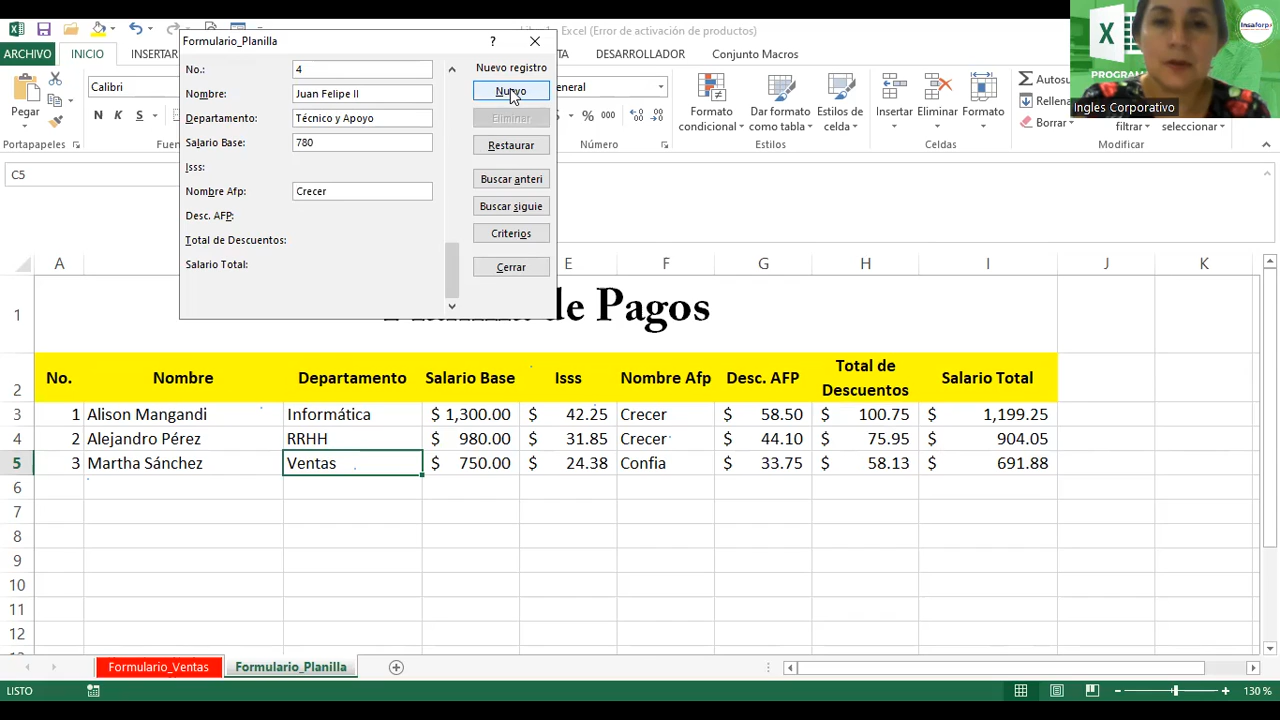 Formulario_Planilla ? ✕
Excel (Error de activación de productos)
ARCHIVO INICIO INSERTAR DESARROLLADOR Conjunto Macros
Calibri
Pegar
N K S
Portapapeles
% 000
Número
Formato condicional
Dar formato como tabla
Estilos de celda
Estilos
Insertar Eliminar Formato
Celdas
Autosu
Rellena
Borrar
filtrar seleccionar
Modificar
Ingles Corporativo
Insaforp
PROGRAM
No.: 4
Nombre: Juan Felipe II
Departamento: Técnico y Apoyo
Salario Base: 780
Isss:
Nombre Afp: Crecer
Desc. AFP:
Total de Descuentos:
Salario Total:
Nuevo registro
Nuevo
Eliminar
Restaurar
Buscar anteri
Buscar siguie
Criterios
Cerrar
C5
A E F G H I J K
1 de Pagos
2 No. Nombre Departamento Salario Base Isss Nombre Afp Desc. AFP Total de Descuentos Salario Total
3 1 Alison Mangandi Informática $ 1,300.00 $ 42.25 Crecer $ 58.50 $ 100.75 $ 1,199.25
4 2 Alejandro Pérez RRHH $ 980.00 $ 31.85 Crecer $ 44.10 $ 75.95 $ 904.05
5 3 Martha Sánchez Ventas $ 750.00 $ 24.38 Confia $ 33.75 $ 58.13 $ 691.88
6
7
8
9
10
11
12
Formulario_Ventas Formulario_Planilla
LISTO 130 %